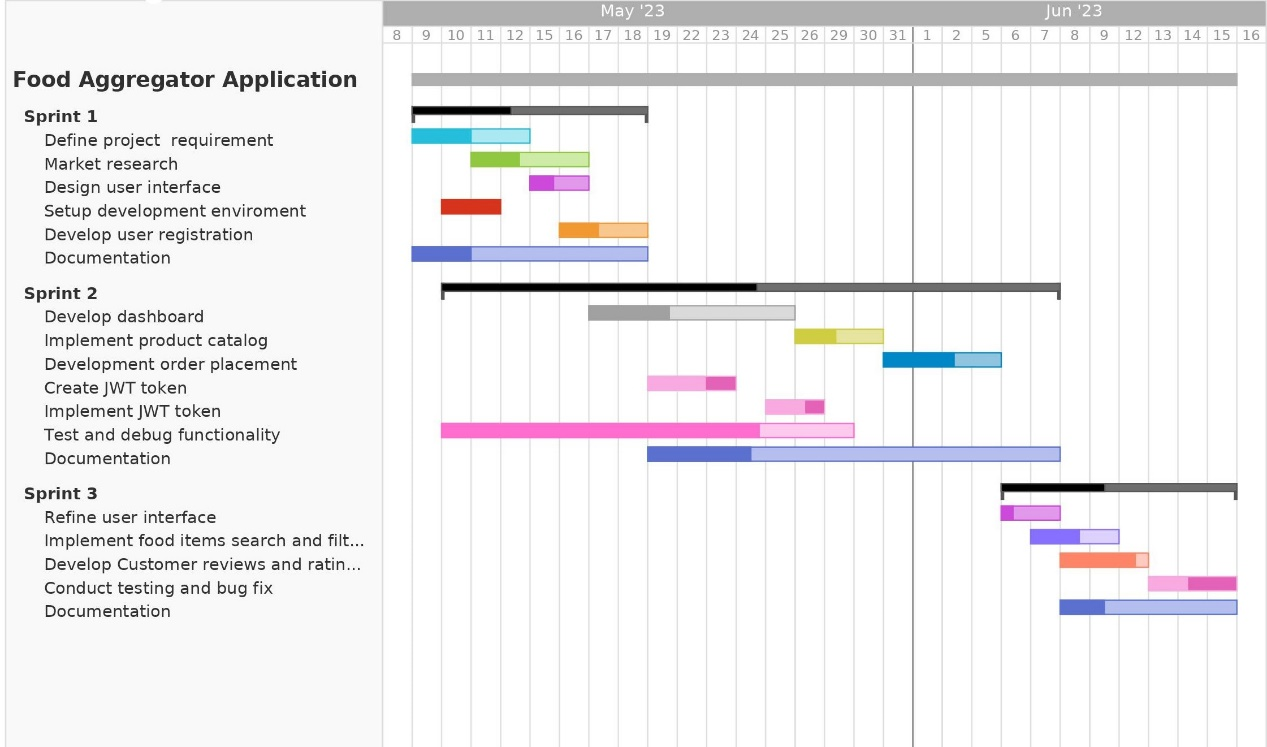 May '23 Jun '23
8 9 10 11 12 15 16 17 18 19 22 23 24 25 26 29 30 31 1 2 5 6 7 8 9 12 13 14 15 16
Food Aggregator Application
Sprint 1
Define project  requirement
Market research
Design user interface
Setup development enviroment
Develop user registration
Documentation
Sprint 2
Develop dashboard
Implement product catalog
Development order placement
Create JWT token
Implement JWT token
Test and debug functionality
Documentation
Sprint 3
Refine user interface
Implement food items search and filt...
Develop Customer reviews and ratin...
Conduct testing and bug fix
Documentation